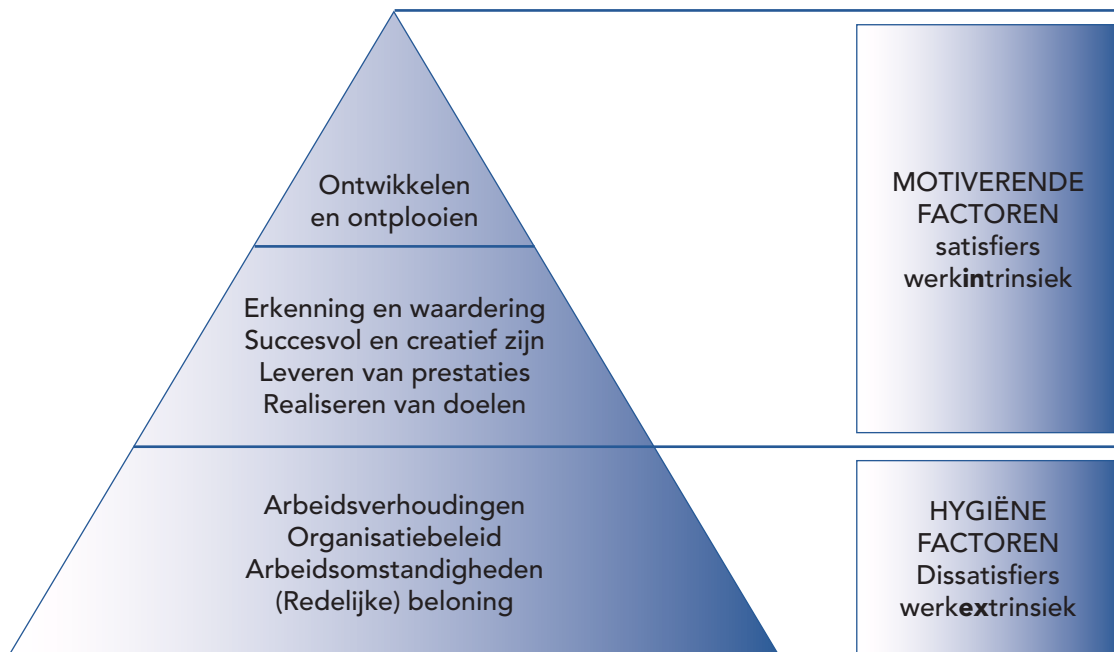 Ontwikkelen
en ontplooien
Erkenning en waardering
Succesvol en creatief zijn
Leveren van prestaties
Realiseren van doelen
Arbeidsverhoudingen
Organisatiebeleid
Arbeidsomstandigheden
(Redelijke) beloning
MOTIVERENDE
FACTOREN
satisfiers
werkintrinsiek
HYGIËNE
FACTOREN
Dissatisfiers
werkextrinsiek